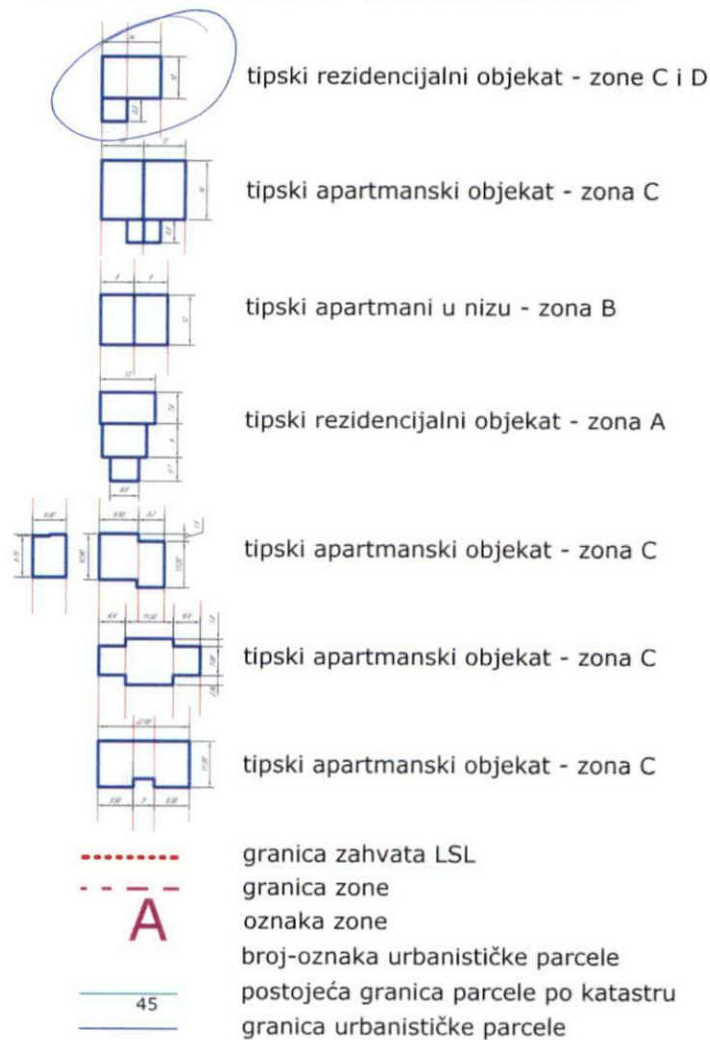 tipski rezidencijalni objekat - zone C i D
tipski apartmanski objekat - zona C
tipski apartmani u nizu - zona B
tipski rezidencijalni objekat - zona A
tipski apartmanski objekat - zona C
tipski apartmanski objekat - zona C
tipski apartmanski objekat - zona C
granica zahvata LSL
granica zone
A
oznaka zone
broj-oznaka urbanističke parcele
postojeća granica parcele po katastru
45
granica urbanističke parcele